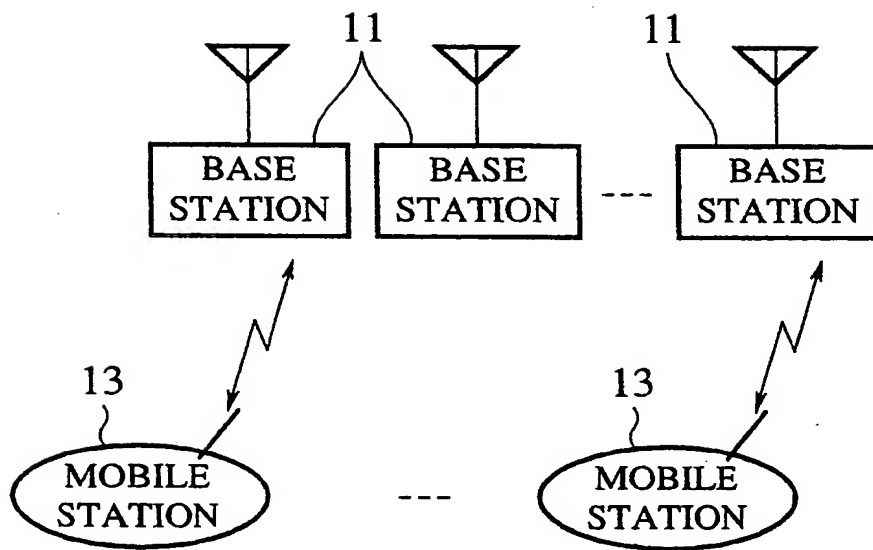 11
11
BASE
STATION
BASE
STATION
---
BASE
STATION
13
13
MOBILE
STATION
---
MOBILE
STATION